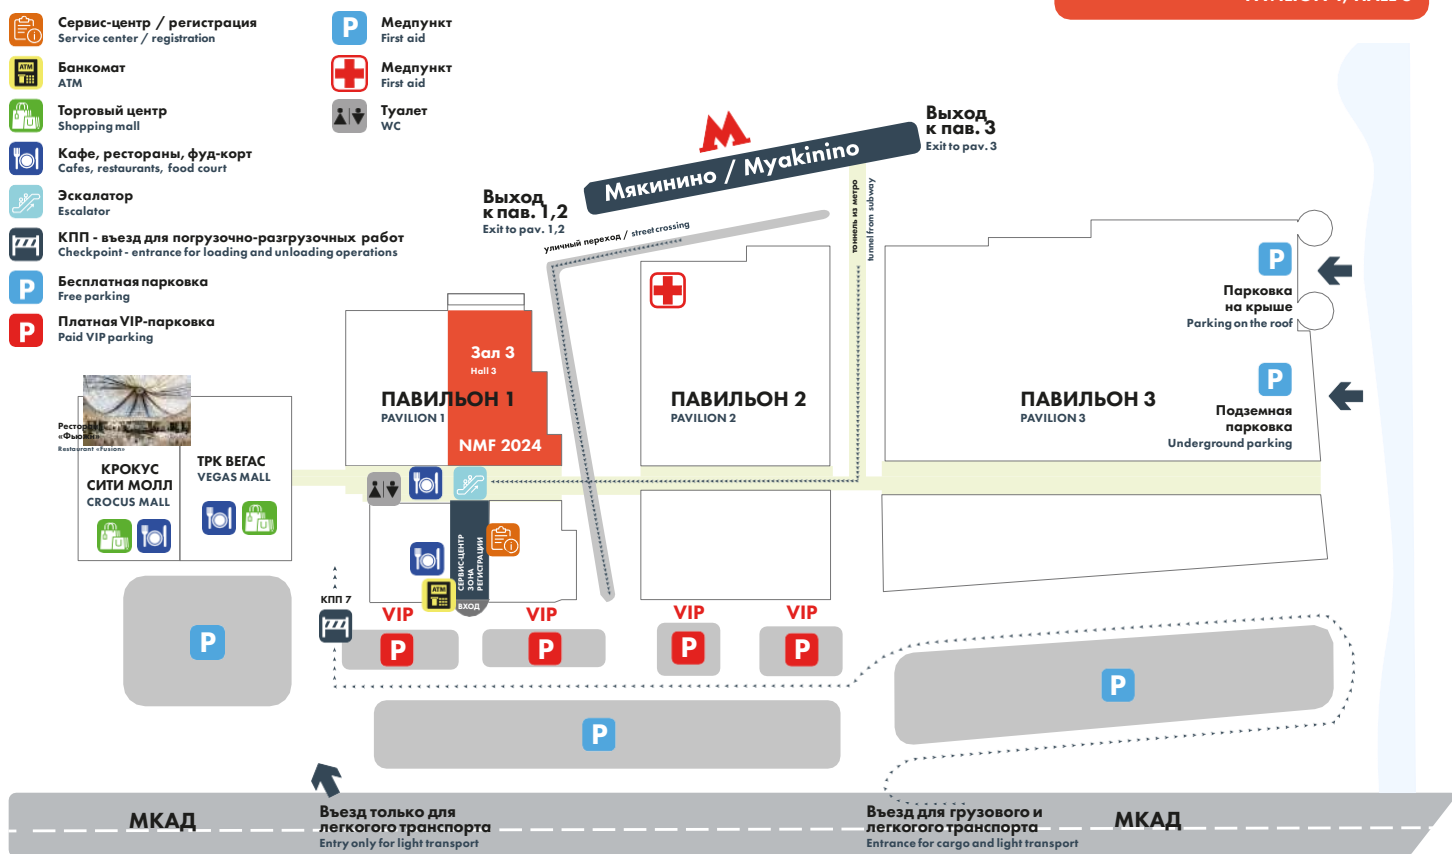 Сервис-центр / регистрация
Service center / registration
Банкомат
ATM
Торговый центр
Shopping mall
Кафе, рестораны, фуд-корт
Cafes, restaurants, food court
Эскалатор
Escalator
КПП - въезд для погрузочно-разгрузочных работ
Checkpoint - entrance for loading and unloading operations
Бесплатная парковка
Free parking
Платная VIP-парковка
Paid VIP parking
Медпункт
First aid
Медпункт
First aid
Туалет
WC
ATM
P
P
P
Выход
к пав. 3
Exit to pav. 3
М
Мякинино / Myakinino
Выход
к пав. 1,2
Exit to pav. 1,2
уличный переход / street crossing
тоннель из метро
tunnel from subway
P
Парковка
на крыше
Parking on the roof
P
Подземная
парковка
Underground parking
Зал 3
Hall 3
ПАВИЛЬОН 1
PAVILION 1
NMF 2024
ПАВИЛЬОН 2
PAVILION 2
ПАВИЛЬОН 3
PAVILION 3
«Фьюжн»
Restaurant «Fusion»
КРОКУС
СИТИ МОЛЛ
CROCUS MALL
ТРК ВЕГАС
VEGAS MALL
СЕРВИС-ЦЕНТР
ЗОНА
РЕГИСТРАЦИИ
ATM
ВХОД
КПП 7
VIP
VIP
VIP
VIP
P
P
P
P
P
P
P
МКАД
Въезд только для
легкого транспорта
Entry only for light transport
Въезд для грузового и
легкого транспорта
Entrance for cargo and light transport
МКАД